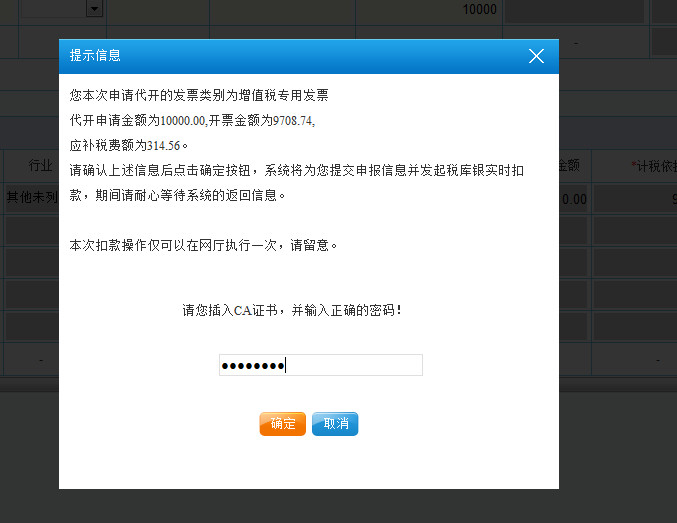 10000
-
提示信息
您本次申请代开的发票类别为增值税专用发票
代开申请金额为10000.00,开票金额为9708.74,
应补税费额为314.56。
请确认上述信息后点击确定按钮，系统将为您提交申报信息并发起税库银实时扣
款，期间请耐心等待系统的返回信息。
本次扣款操作仅可以在网厅执行一次，请留意。
请您插入CA证书，并输入正确的密码！
确定 取消
行业 金额 *计税依
其他未列 0.00
- -